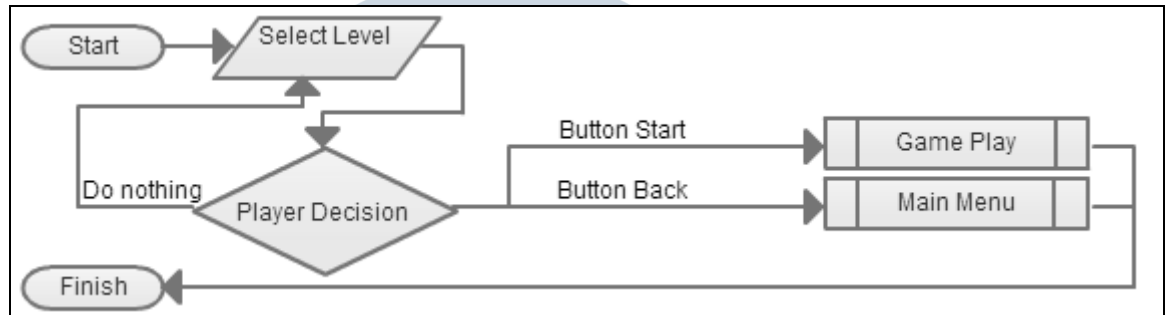 Start
Select Level
Button Start
Game Play
Do nothing
Player Decision
Button Back
Main Menu
Finish